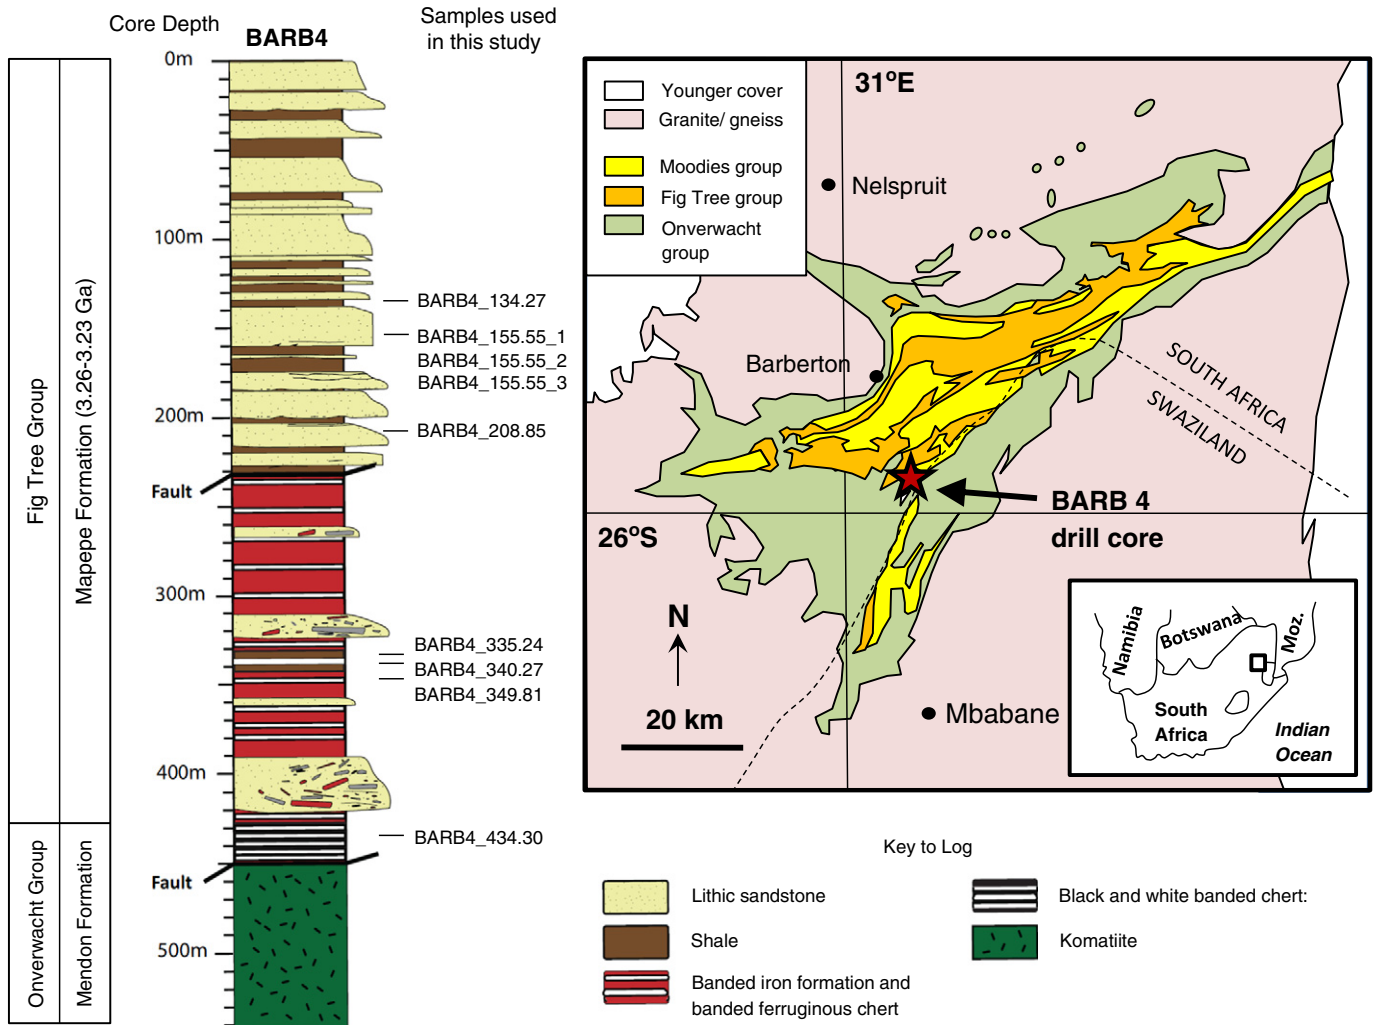 Core Depth
BARB4
Samples used
in this study
0m
100m
200m
300m
400m
500m
Fault
Fault
Fig Tree Group
Mapepe Formation (3.26-3.23 Ga)
Onverwacht Group
Mendon Formation
BARB4_134.27
BARB4_155.55_1
BARB4_155.55_2
BARB4_155.55_3
BARB4_208.85
BARB4_335.24
BARB4_340.27
BARB4_349.81
BARB4_434.30
Younger cover
Granite/ gneiss
Moodies group
Fig Tree group
Onverwacht
group
31°E
Nelspruit
Barberton
SOUTH AFRICA
SWAZILAND
BARB 4
drill core
26°S
N
20 km
Mbabane
Namibia
Botswana
Moz.
South
Africa
Indian
Ocean
Key to Log
Lithic sandstone
Shale
Banded iron formation and
banded ferruginous chert
Black and white banded chert:
Komatiite